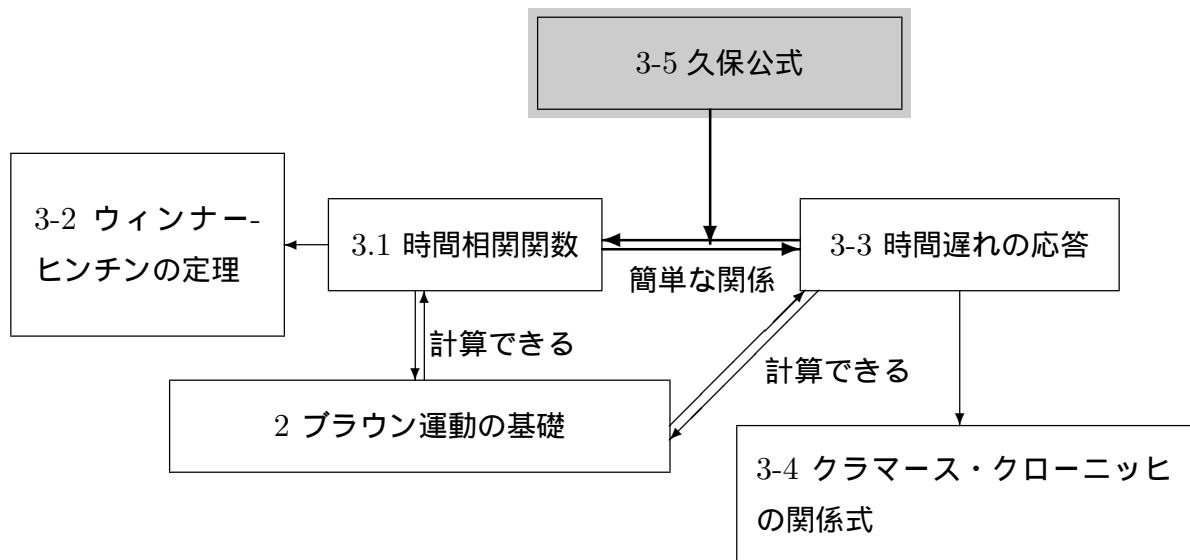 3-5 久保公式
3-2 ウィンナー-
ヒンチンの定理
3.1 時間相関関数
簡単な関係
3-3 時間遅れの応答
計算できる
計算できる
2 ブラウン運動の基礎
3-4 クラマース・クローニッヒ
の関係式